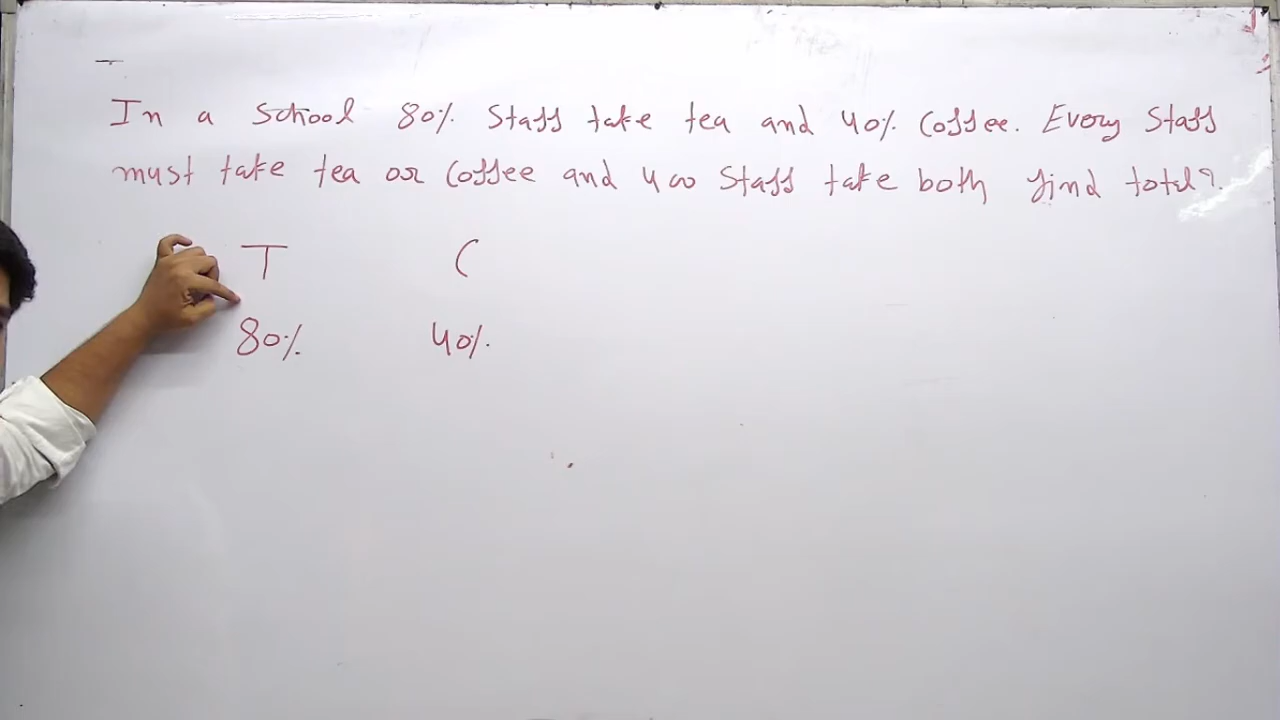 In a school 80% Staff take tea and 40% Coffee. Every Staff
must take tea or Coffee and 400 Staff take both find total?
T C
80% 40%